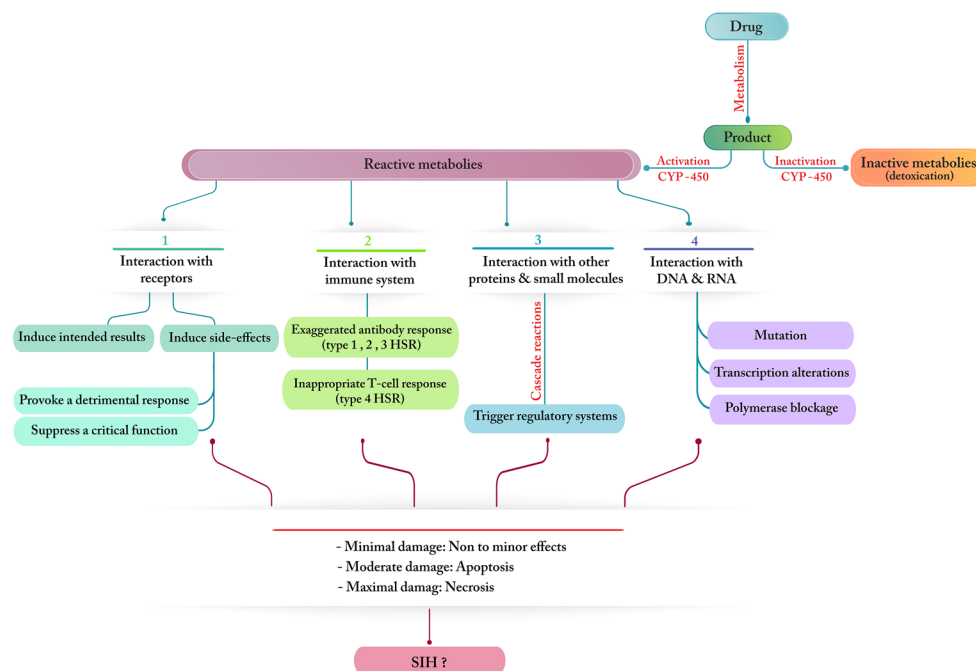 Drug
Metabolism
Product
Activation
CYP-450
Inactivation
CYP-450
Reactive metabolies
Inactive metabolies
(detoxication)
1
Interaction with
receptors
2
Interaction with
immune system
3
Interaction with other
proteins & small molecules
4
Interaction with
DNA & RNA
Induce intended results
Induce side-effects
Provoke a detrimental response
Suppress a critical function
Exaggerated antibody response
(type 1 , 2 , 3 HSR)
Inappropriate T-cell response
(type 4 HSR)
Cascade reactions
Trigger regulatory systems
Mutation
Transcription alterations
Polymerase blockage
- Minimal damage: Non to minor effects
- Moderate damage: Apoptosis
- Maximal damag: Necrosis
SIH ?